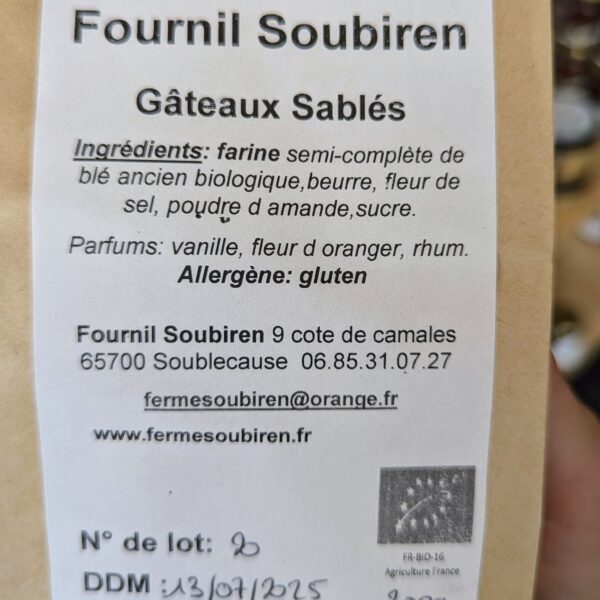 Fournil Soubiren
Gâteaux Sablés
Ingrédients: farine semi-complète de
blé ancien biologique,beurre, fleur de
sel, poudre d amande,sucre.
Parfums: vanille, fleur d oranger, rhum.
Allergène: gluten
Fournil Soubiren 9 cote de camales
65700 Soublecause 06.85.31.07.27
fermesoubiren@orange.fr
www.fermesoubiren.fr
FR-BIO-16
Agriculture France
N° de lot: 20
DDM :13/07/2025